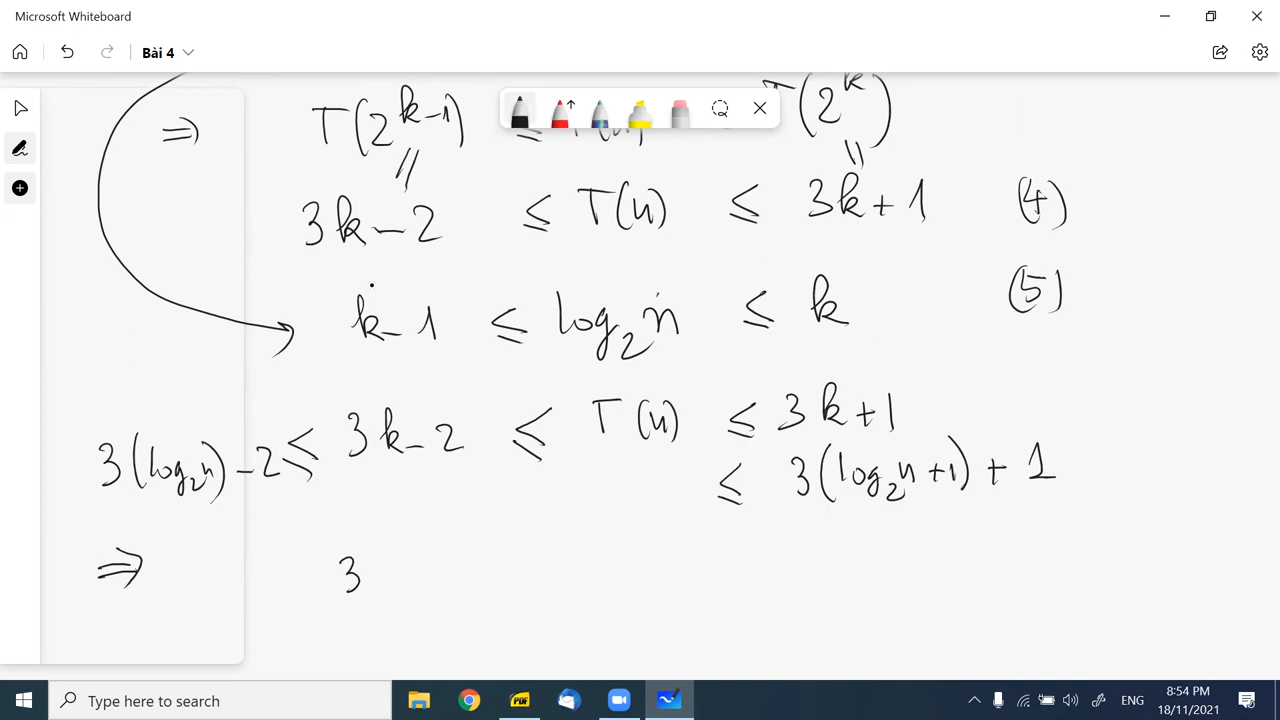 Microsoft Whiteboard
Bài 4
⇒ T(2^{k-1}) ≤ T(n) T(2^k)
|| ||
3k - 2 ≤ T(n) ≤ 3k + 1 (4)
k - 1 ≤ log₂n ≤ k (5)
3(log₂n) - 2 ≤ 3k - 2 ≤ T(n) ≤ 3k + 1
≤ 3(log₂n + 1) + 1
⇒ 3
Type here to search
ENG
8:54 PM
18/11/2021